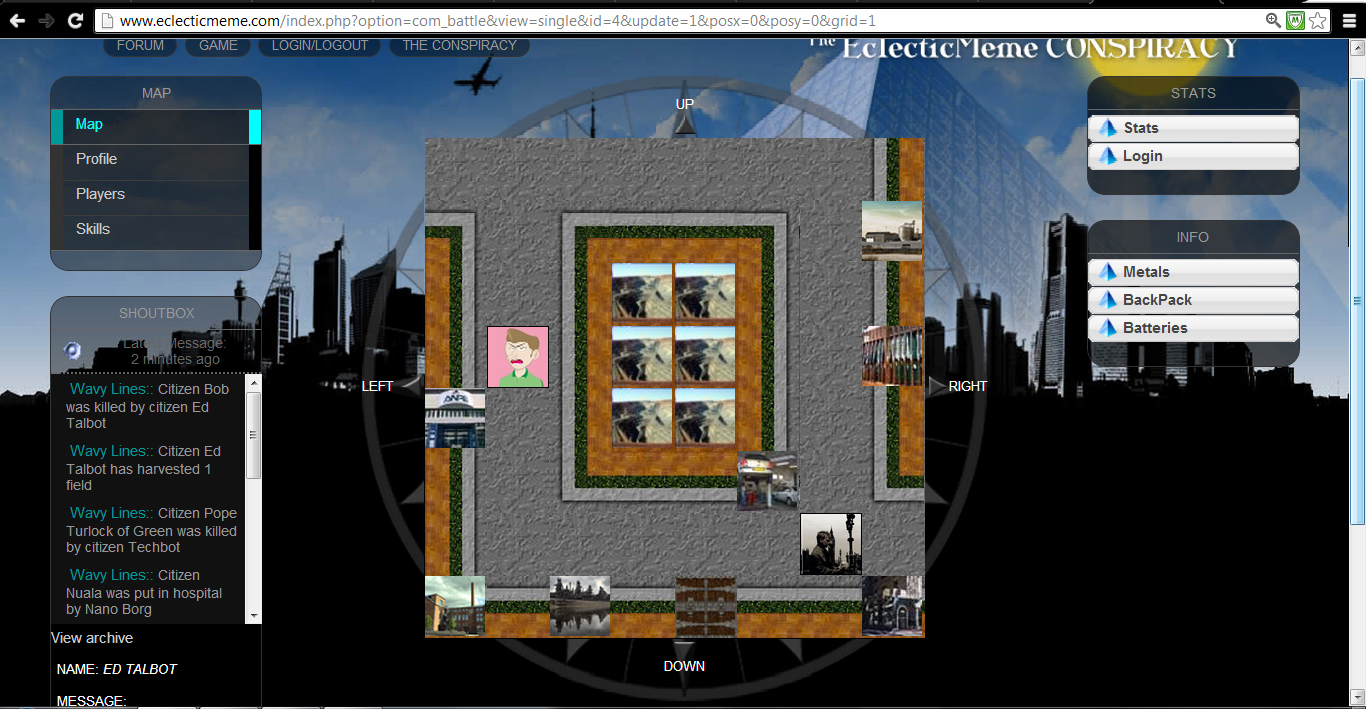 www.eclecticmeme.com/index.php?option=com_battle&view=single&id=4&update=1&posx=0&posy=0&grid=1
FORUM
GAME
LOGIN/LOGOUT
THE CONSPIRACY
The EclecticMeme CONSPIRACY
MAP
Map
Profile
Players
Skills
SHOUTBOX
Latest Message:
2 minutes ago
Wavy Lines:: Citizen Bob
was killed by citizen Ed
Talbot
Wavy Lines:: Citizen Ed
Talbot has harvested 1
field
Wavy Lines:: Citizen Pope
Turlock of Green was killed
by citizen Techbot
Wavy Lines:: Citizen
Nuala was put in hospital
by Nano Borg
View archive
NAME: ED TALBOT
MESSAGE:
UP
LEFT
RIGHT
DOWN
STATS
Stats
Login
INFO
Metals
BackPack
Batteries